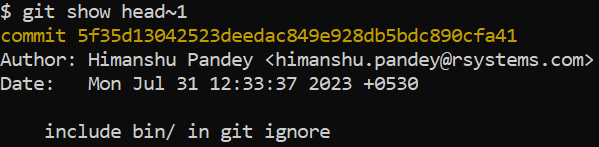 $ git show head~1
commit 5f35d13042523deedac849e928db5bdc890cfa41
Author: Himanshu Pandey <himanshu.pandey@rsystems.com>
Date:   Mon Jul 31 12:33:37 2023 +0530
include bin/ in git ignore